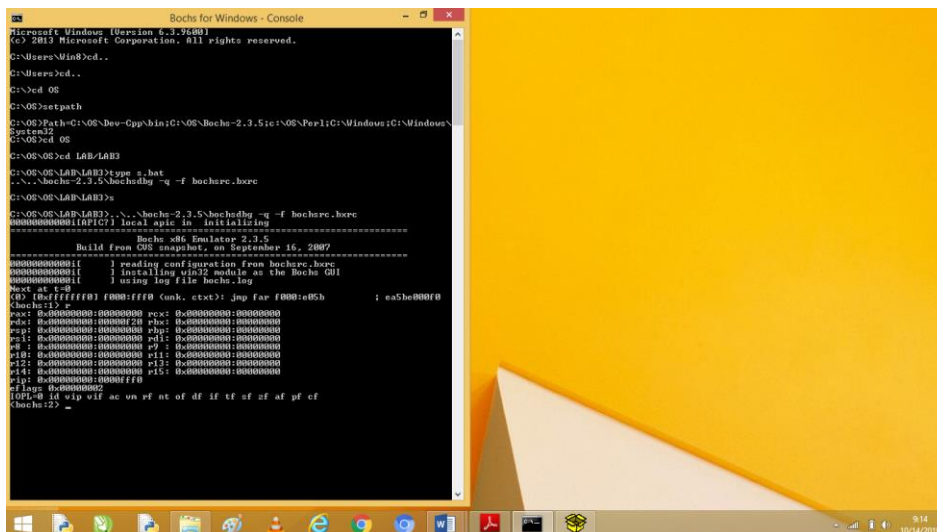 Bochs for Windows - Console
Microsoft Windows [Version 6.3.9600]
(c) 2013 Microsoft Corporation. All rights reserved.
C:\Users\Win8>cd..
C:\Users>cd..
C:\>cd OS
C:\OS>setpath
C:\OS>Path=C:\OS\Dev-Cpp\bin;C:\OS\Bochs-2.3.5;c:\OS\Perl;C:\Windows;C:\Windows\
System32
C:\OS>cd OS
C:\OS\OS>cd LAB/LAB3
C:\OS\OS\LAB\LAB3>type s.bat
..\..\bochs-2.3.5\bochsdbg -q -f bochsrc.bxrc
C:\OS\OS\LAB\LAB3>s
C:\OS\OS\LAB\LAB3>..\..\bochs-2.3.5\bochsdbg -q -f bochsrc.bxrc
00000000000i[APIC?] local apic in  initializing
========================================================================
Bochs x86 Emulator 2.3.5
Build from CVS snapshot, on September 16, 2007
========================================================================
00000000000i[     ] reading configuration from bochsrc.bxrc
00000000000i[     ] installing win32 module as the Bochs GUI
00000000000i[     ] using log file bochs.log
Next at t=0
(0) [0xfffffff0] f000:fff0 (unk. ctxt): jmp far f000:e05b          ; ea5be000f0
<bochs:1> r
rax: 0x00000000:00000000 rcx: 0x00000000:00000000
rdx: 0x00000000:00000f20 rbx: 0x00000000:00000000
rsp: 0x00000000:00000000 rbp: 0x00000000:00000000
rsi: 0x00000000:00000000 rdi: 0x00000000:00000000
r8 : 0x00000000:00000000 r9 : 0x00000000:00000000
r10: 0x00000000:00000000 r11: 0x00000000:00000000
r12: 0x00000000:00000000 r13: 0x00000000:00000000
r14: 0x00000000:00000000 r15: 0x00000000:00000000
rip: 0x00000000:0000fff0
eflags 0x00000002
IOPL=0 id vip vif ac vm rf nt of df if tf sf zf af pf cf
<bochs:2> _
9:14